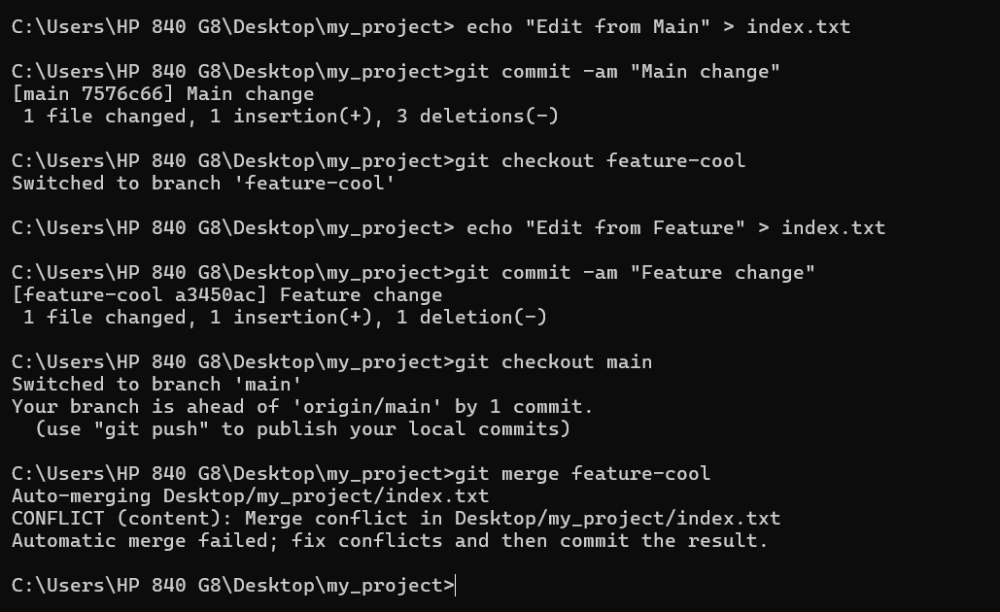 C:\Users\HP 840 G8\Desktop\my_project> echo "Edit from Main" > index.txt
C:\Users\HP 840 G8\Desktop\my_project>git commit -am "Main change"
[main 7576c66] Main change
 1 file changed, 1 insertion(+), 3 deletions(-)
C:\Users\HP 840 G8\Desktop\my_project>git checkout feature-cool
Switched to branch 'feature-cool'
C:\Users\HP 840 G8\Desktop\my_project> echo "Edit from Feature" > index.txt
C:\Users\HP 840 G8\Desktop\my_project>git commit -am "Feature change"
[feature-cool a3450ac] Feature change
 1 file changed, 1 insertion(+), 1 deletion(-)
C:\Users\HP 840 G8\Desktop\my_project>git checkout main
Switched to branch 'main'
Your branch is ahead of 'origin/main' by 1 commit.
  (use "git push" to publish your local commits)
C:\Users\HP 840 G8\Desktop\my_project>git merge feature-cool
Auto-merging Desktop/my_project/index.txt
CONFLICT (content): Merge conflict in Desktop/my_project/index.txt
Automatic merge failed; fix conflicts and then commit the result.
C:\Users\HP 840 G8\Desktop\my_project>